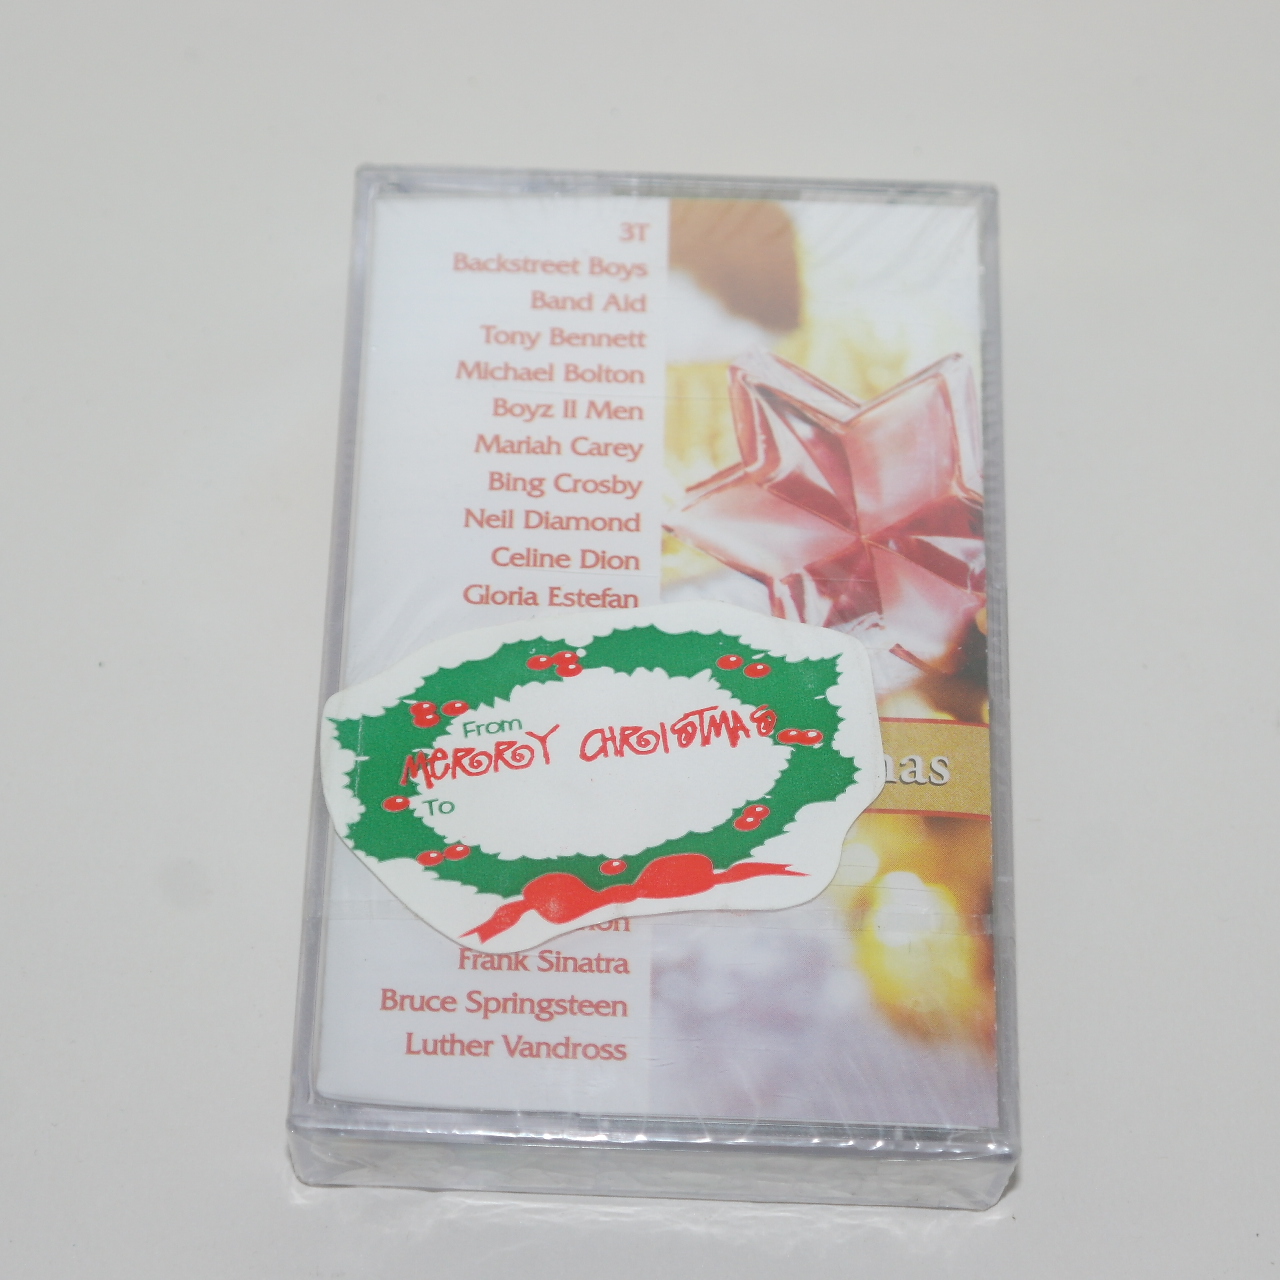 3T
Backstreet Boys
Band Aid
Tony Bennett
Michael Bolton
Boyz II Men
Mariah Carey
Bing Crosby
Neil Diamond
Celine Dion
Gloria Estefan
From
MERRY CHRISTMAS
To
Frank Sinatra
Bruce Springsteen
Luther Vandross